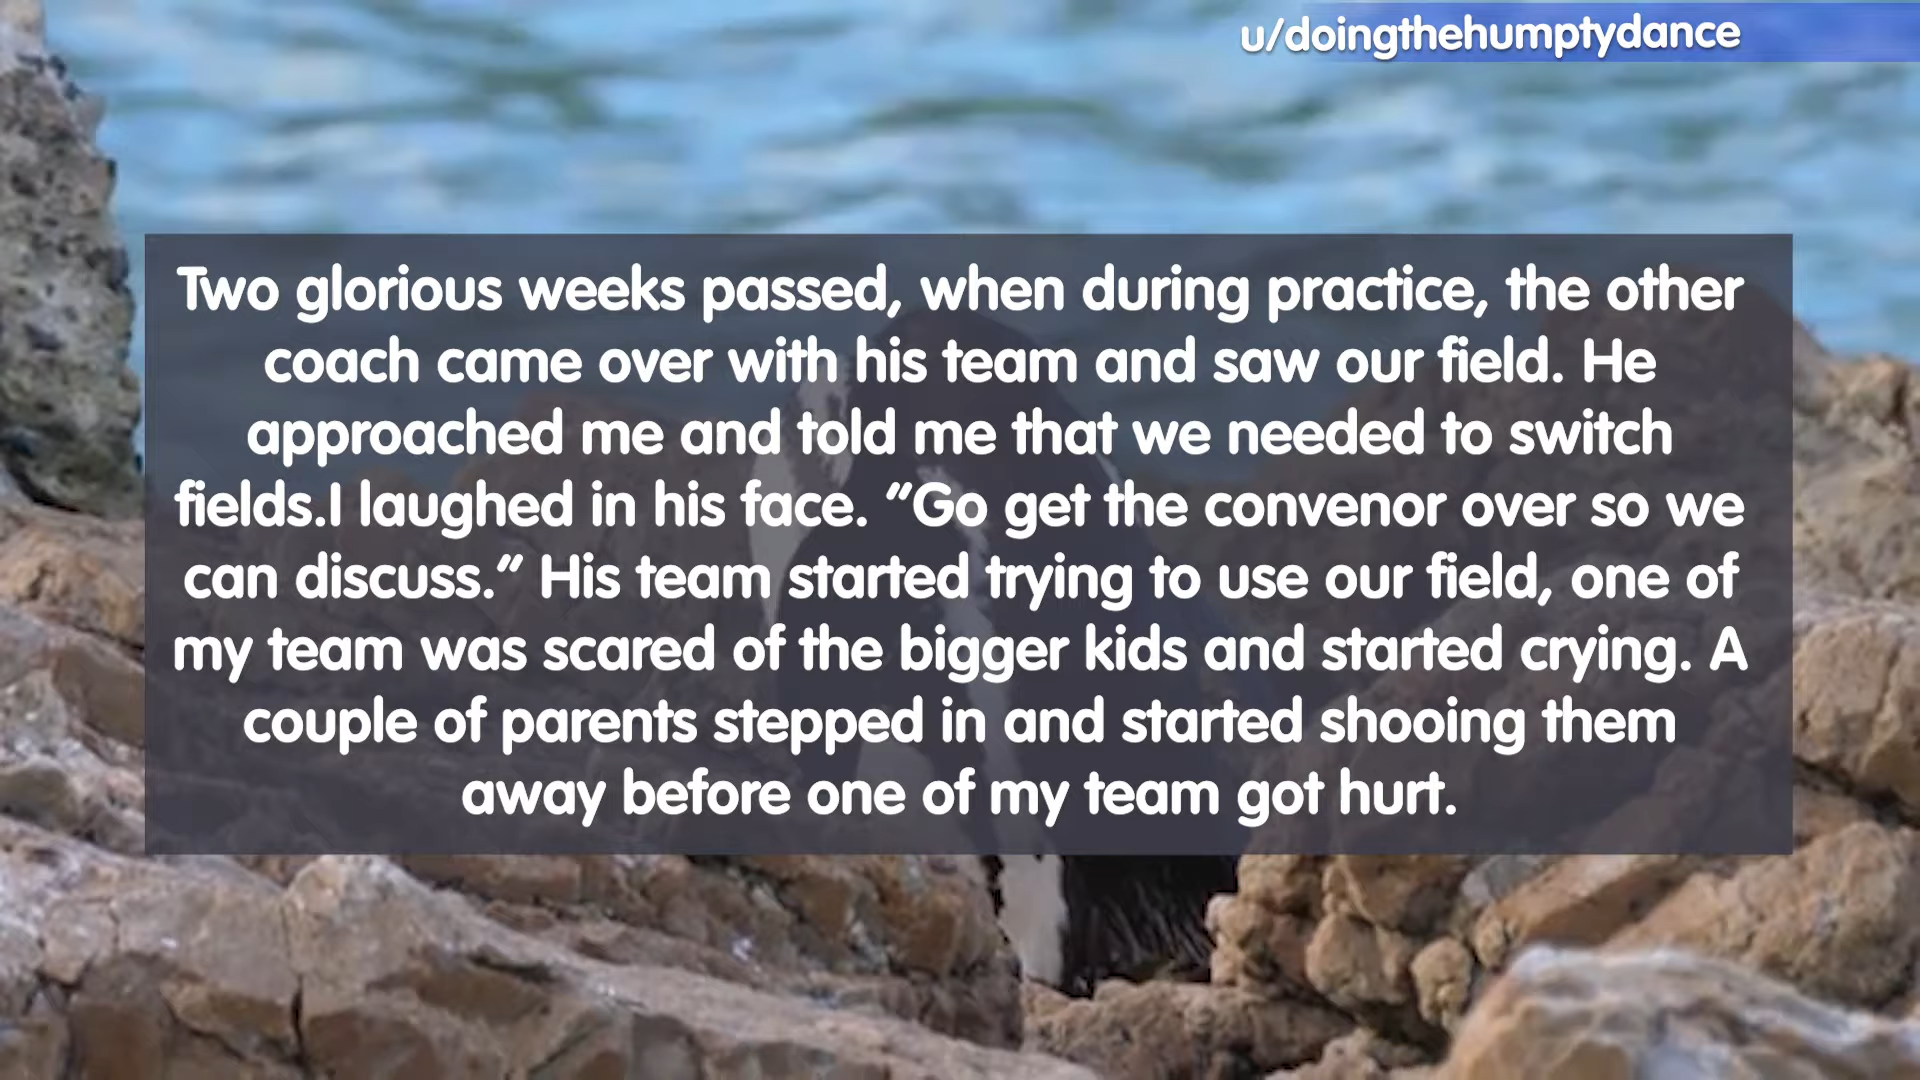 u/doingthehumptydance
Two glorious weeks passed, when during practice, the other
coach came over with his team and saw our field. He
approached me and told me that we needed to switch
fields.I laughed in his face. "Go get the convenor over so we
can discuss." His team started trying to use our field, one of
my team was scared of the bigger kids and started crying. A
couple of parents stepped in and started shooing them
away before one of my team got hurt.